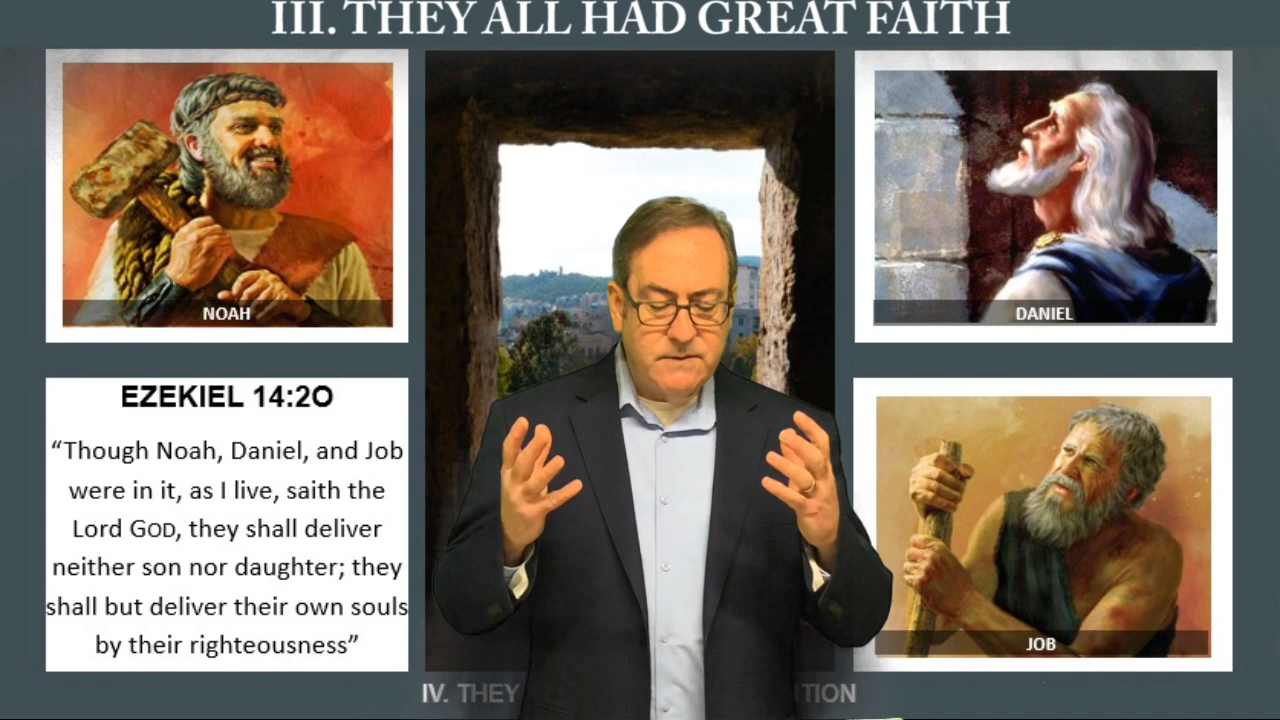 III. THEY ALL HAD GREAT FAITH
NOAH
DANIEL
EZEKIEL 14:2O
“Though Noah, Daniel, and Job
were in it, as I live, saith the
Lord GOD, they shall deliver
neither son nor daughter; they
shall but deliver their own souls
by their righteousness”
JOB
IV. THEY